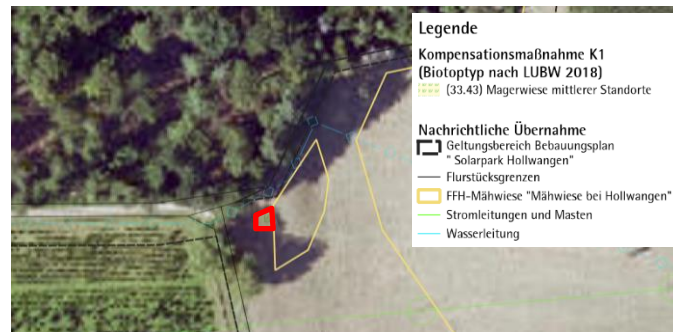 Legende
Kompensationsmaßnahme K1
(Biotoptyp nach LUBW 2018)
(33.43) Magerwiese mittlerer Standorte
Nachrichtliche Übernahme
Geltungsbereich Bebauungsplan
" Solarpark Hollwangen"
Flurstücksgrenzen
FFH-Mähwiese "Mähwiese bei Hollwangen"
Stromleitungen und Masten
Wasserleitung